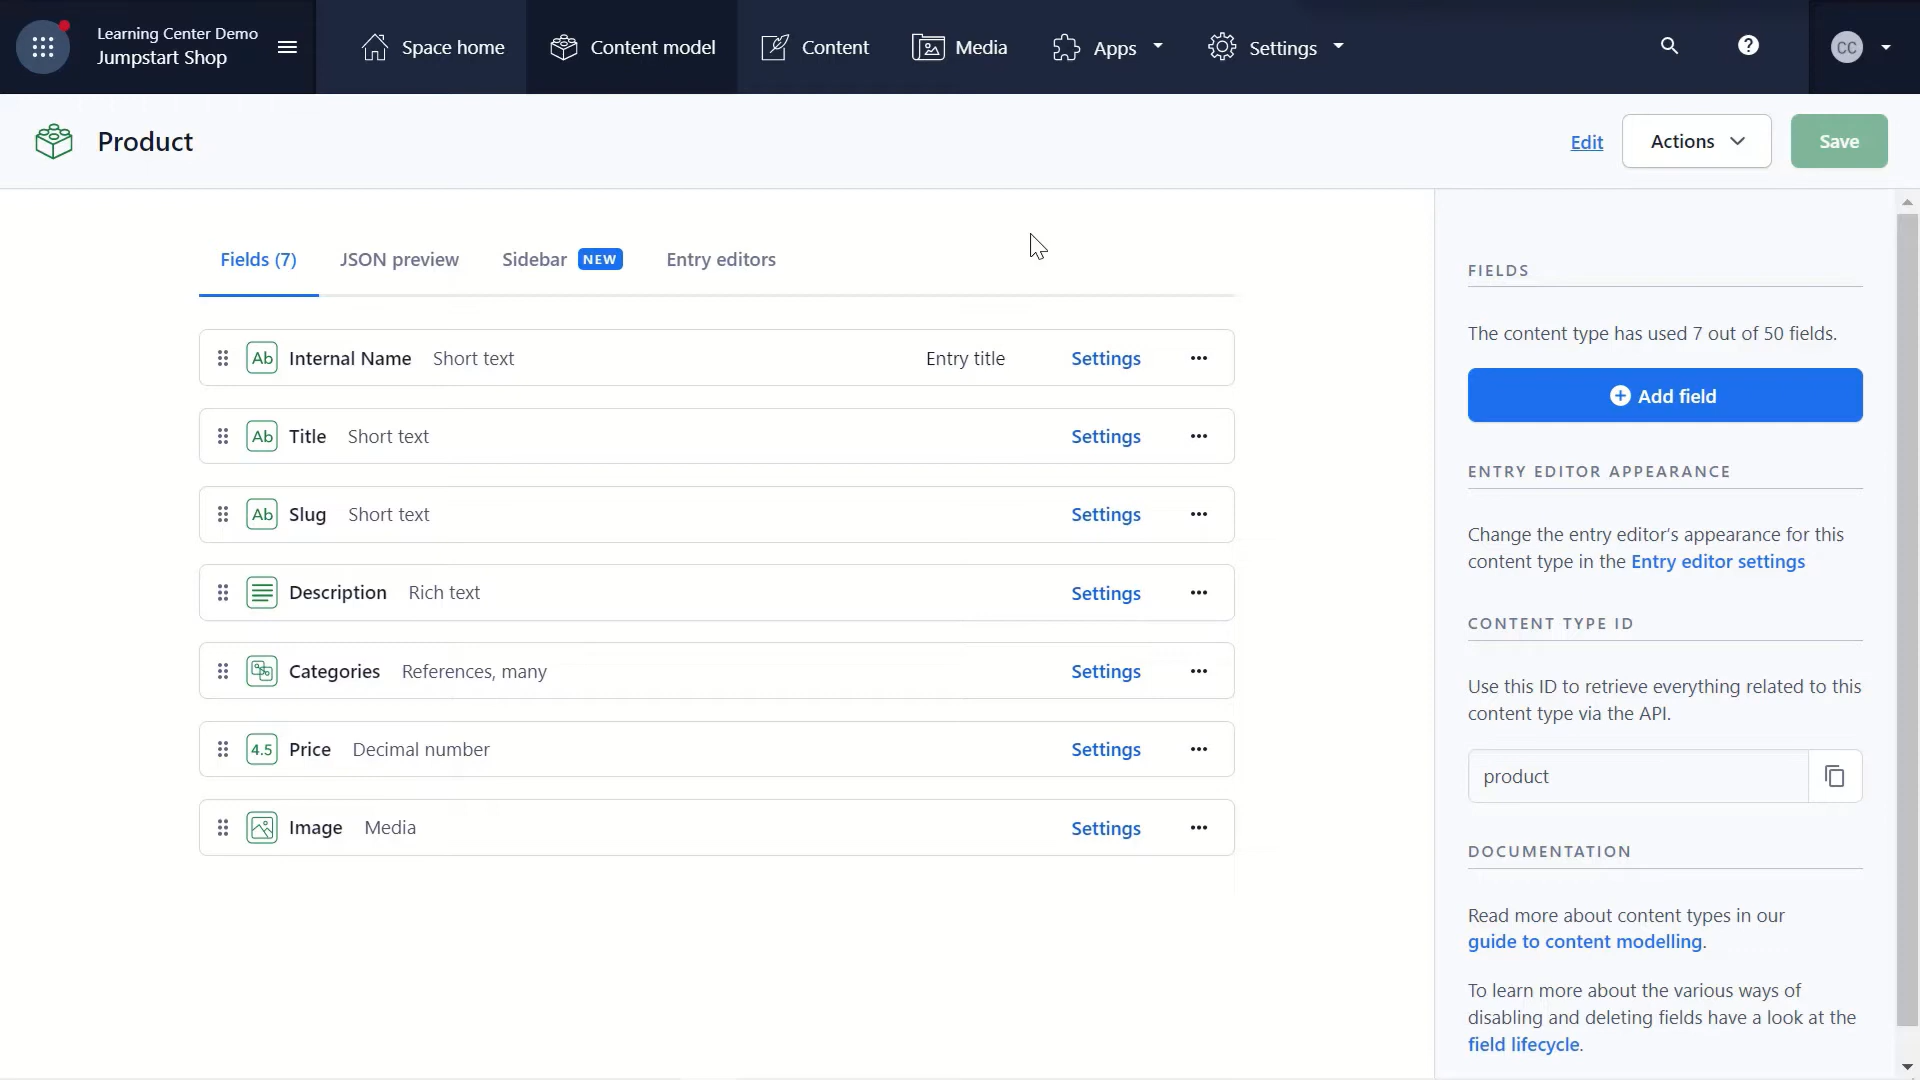 Learning Center Demo
Jumpstart Shop
Space home
Content model
Content
Media
Apps
Settings
?
CC
Product
Edit
Actions
Save
Fields (7)
JSON preview
Sidebar NEW
Entry editors
Ab Internal Name Short text Entry title Settings
Ab Title Short text Settings
Ab Slug Short text Settings
Description Rich text Settings
Categories References, many Settings
4.5 Price Decimal number Settings
Image Media Settings
FIELDS
The content type has used 7 out of 50 fields.
Add field
ENTRY EDITOR APPEARANCE
Change the entry editor’s appearance for this
content type in the Entry editor settings
CONTENT TYPE ID
Use this ID to retrieve everything related to this
content type via the API.
product
DOCUMENTATION
Read more about content types in our
guide to content modelling.
To learn more about the various ways of
disabling and deleting fields have a look at the
field lifecycle.